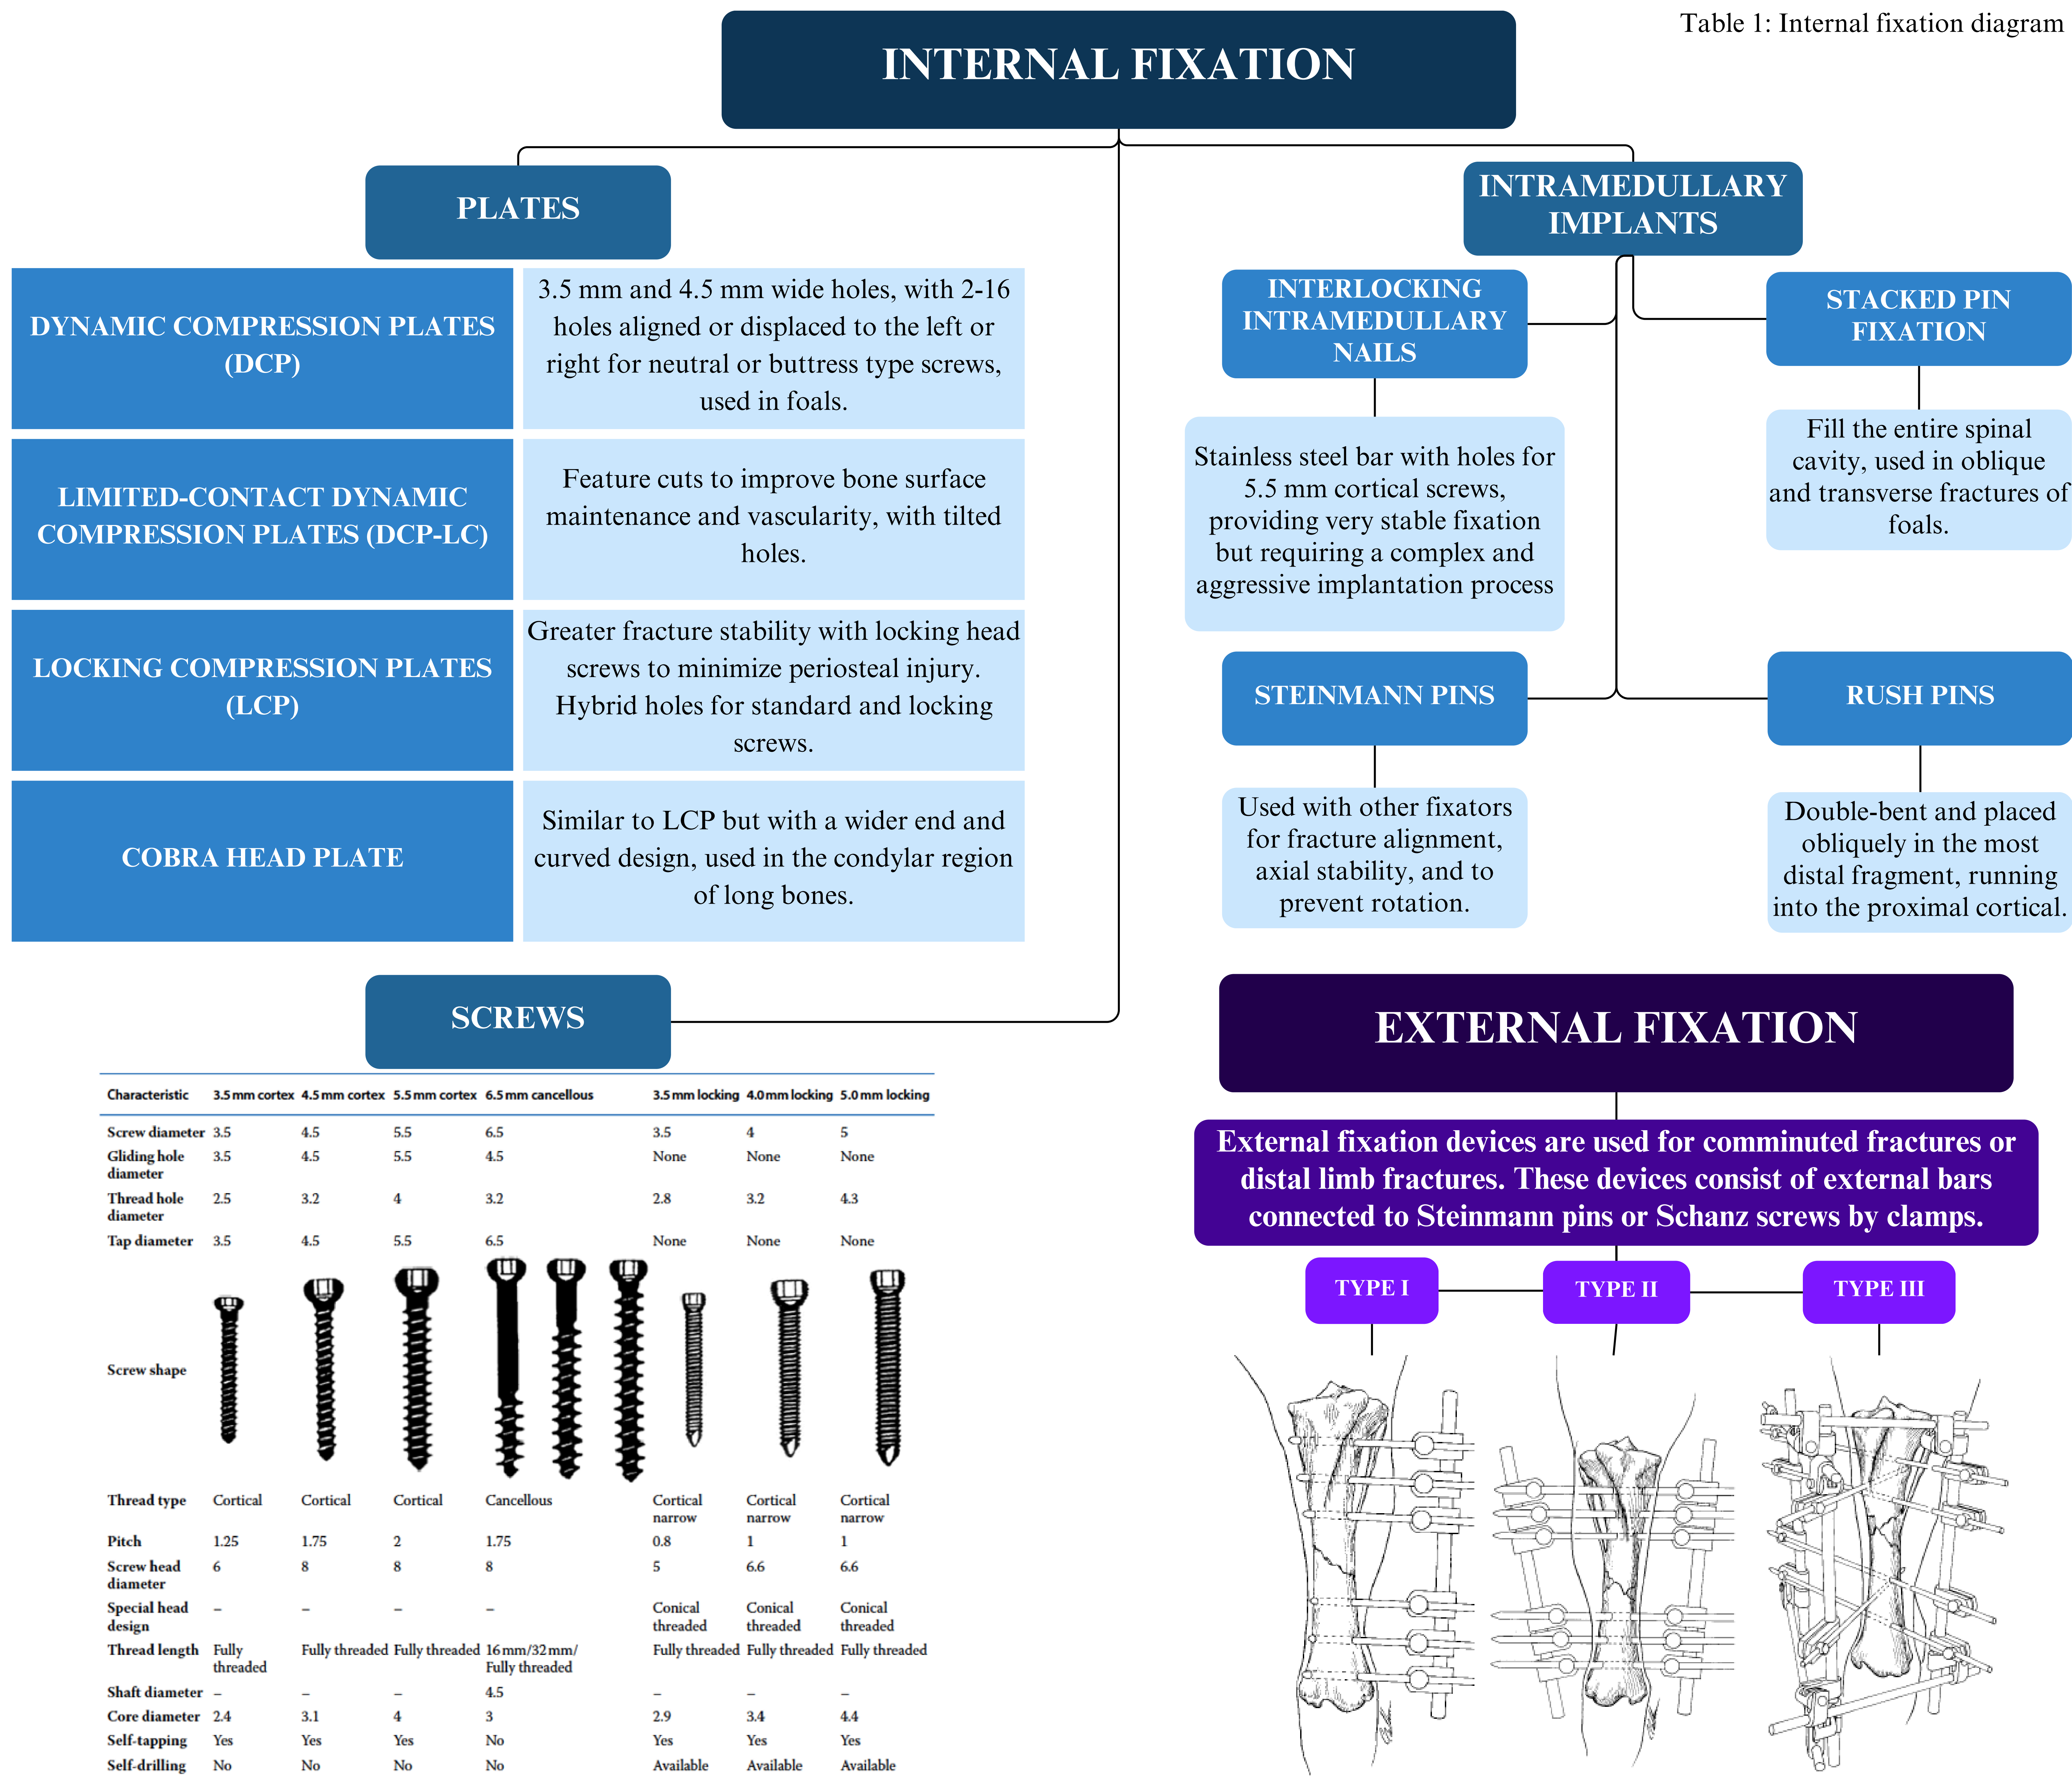 Table 1: Internal fixation diagram
INTERNAL FIXATION
PLATES
DYNAMIC COMPRESSION PLATES
(DCP)
3.5 mm and 4.5 mm wide holes, with 2-16
holes aligned or displaced to the left or
right for neutral or buttress type screws,
used in foals.
LIMITED-CONTACT DYNAMIC
COMPRESSION PLATES (DCP-LC)
Feature cuts to improve bone surface
maintenance and vascularity, with tilted
holes.
LOCKING COMPRESSION PLATES
(LCP)
Greater fracture stability with locking head
screws to minimize periosteal injury.
Hybrid holes for standard and locking
screws.
COBRA HEAD PLATE
Similar to LCP but with a wider end and
curved design, used in the condylar region
of long bones.
INTRAMEDULLARY
IMPLANTS
INTERLOCKING
INTRAMEDULLARY
NAILS
Stainless steel bar with holes for
5.5 mm cortical screws,
providing very stable fixation
but requiring a complex and
aggressive implantation process
STACKED PIN
FIXATION
Fill the entire spinal
cavity, used in oblique
and transverse fractures of
foals.
STEINMANN PINS
Used with other fixators
for fracture alignment,
axial stability, and to
prevent rotation.
RUSH PINS
Double-bent and placed
obliquely in the most
distal fragment, running
into the proximal cortical.
SCREWS
Characteristic 3.5 mm cortex 4.5 mm cortex 5.5 mm cortex 6.5 mm cancellous 3.5 mm locking 4.0 mm locking 5.0 mm locking
Screw diameter 3.5 4.5 5.5 6.5 3.5 4 5
Gliding hole 3.5 4.5 5.5 4.5 None None None
diameter
Thread hole 2.5 3.2 4 3.2 2.8 3.2 4.3
diameter
Tap diameter 3.5 4.5 5.5 6.5 None None None
Screw shape
Thread type Cortical Cortical Cortical Cancellous Cortical Cortical Cortical
narrow narrow narrow
Pitch 1.25 1.75 2 1.75 0.8 1 1
Screw head 6 8 8 8 5 6.6 6.6
diameter
Special head – – – – Conical Conical Conical
design threaded threaded threaded
Thread length Fully Fully threaded Fully threaded 16 mm/32 mm/ Fully threaded Fully threaded Fully threaded
threaded Fully threaded
Shaft diameter – – – 4.5 – – –
Core diameter 2.4 3.1 4 3 2.9 3.4 4.4
Self-tapping Yes Yes Yes No Yes Yes Yes
Self-drilling No No No No Available Available Available
EXTERNAL FIXATION
External fixation devices are used for comminuted fractures or
distal limb fractures. These devices consist of external bars
connected to Steinmann pins or Schanz screws by clamps.
TYPE I
TYPE II
TYPE III